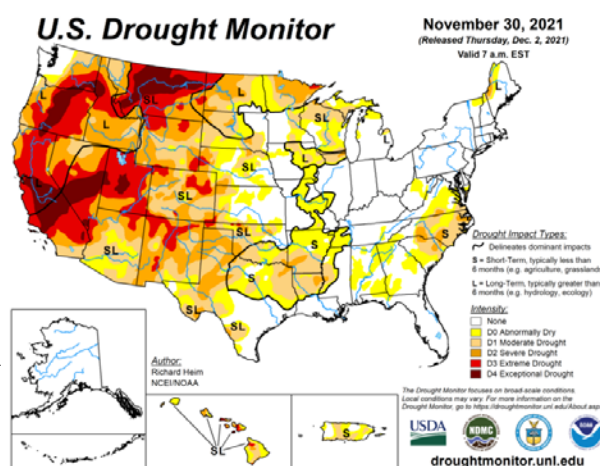 U.S. Drought Monitor
November 30, 2021
(Released Thursday, Dec. 2, 2021)
Valid 7 a.m. EST
L
L
L
SL
L
SL
L
L
L
SL
SL
SL
SL
S
S
S
SL
SL
Drought Impact Types:
Delineates dominant impacts
S = Short-Term, typically less than
6 months (e.g. agriculture, grasslands
L = Long-Term, typically greater than
6 months (e.g. hydrology, ecology)
Intensity:
None
D0 Abnormally Dry
D1 Moderate Drought
D2 Severe Drought
D3 Extreme Drought
D4 Exceptional Drought
Author:
Richard Heim
NCEI/NOAA
SL
S
The Drought Monitor focuses on broad-scale conditions.
Local conditions may vary. For more information on the
Drought Monitor, go to https://droughtmonitor.unl.edu/About.asp
USDA
NDMC
NOAA
droughtmonitor.unl.edu